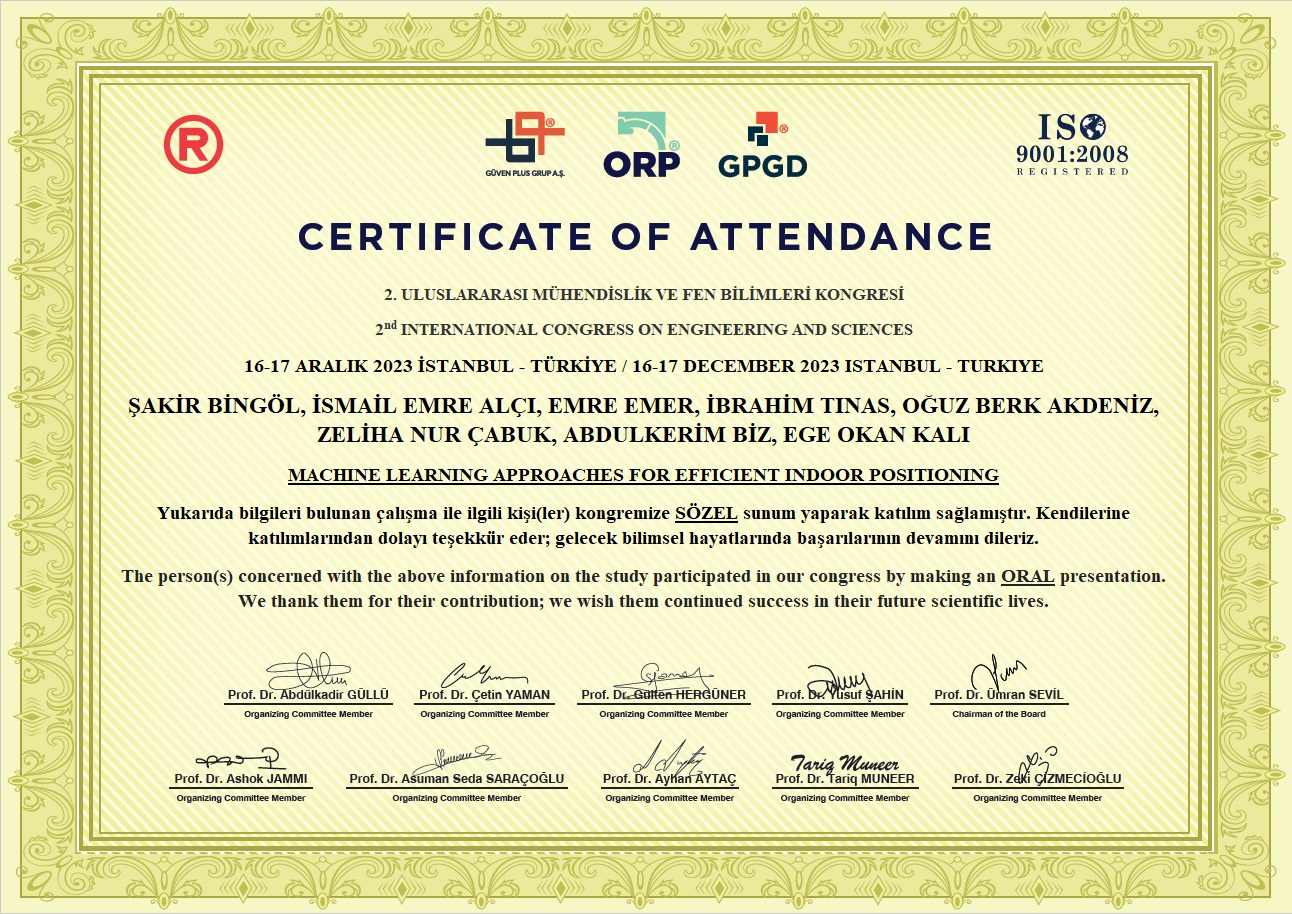 ®
GÜVEN PLUS GRUP A.Ş.
®
ORP
®
GPGD
®
ISO
9001:2008
REGISTERED
CERTIFICATE OF ATTENDANCE
2. ULUSLARARASI MÜHENDİSLİK VE FEN BİLİMLERİ KONGRESİ
2nd INTERNATIONAL CONGRESS ON ENGINEERING AND SCIENCES
16-17 ARALIK 2023 İSTANBUL - TÜRKİYE / 16-17 DECEMBER 2023 ISTANBUL - TURKIYE
ŞAKİR BİNGÖL, İSMAİL EMRE ALÇI, EMRE EMER, İBRAHİM TINAS, OĞUZ BERK AKDENİZ,
ZELİHA NUR ÇABUK, ABDULKERİM BİZ, EGE OKAN KALI
MACHINE LEARNING APPROACHES FOR EFFICIENT INDOOR POSITIONING
Yukarıda bilgileri bulunan çalışma ile ilgili kişi(ler) kongremize SÖZEL sunum yaparak katılım sağlamıştır. Kendilerine
katılımlarından dolayı teşekkür eder; gelecek bilimsel hayatlarında başarılarının devamını dileriz.
The person(s) concerned with the above information on the study participated in our congress by making an ORAL presentation.
We thank them for their contribution; we wish them continued success in their future scientific lives.
Prof. Dr. Abdülkadir GÜLLÜ
Organizing Committee Member
Prof. Dr. Çetin YAMAN
Organizing Committee Member
Prof. Dr. Gülten HERGÜNER
Organizing Committee Member
Prof. Dr. Yusuf ŞAHİN
Organizing Committee Member
Prof. Dr. Ümran SEVİL
Chairman of the Board
Prof. Dr. Ashok JAMMI
Organizing Committee Member
Prof. Dr. Asuman Seda SARAÇOĞLU
Organizing Committee Member
Prof. Dr. Ayhan AYTAÇ
Organizing Committee Member
Tariq Muneer
Prof. Dr. Tariq MUNEER
Organizing Committee Member
Prof. Dr. Zeki ÇİZMECİOĞLU
Organizing Committee Member